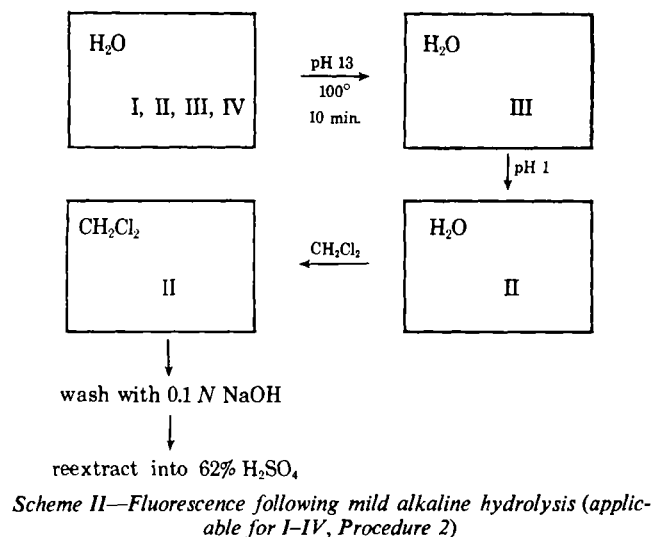 H₂O
I, II, III, IV
pH 13
100°
10 min.
H₂O
III
pH 1
H₂O
II
CH₂Cl₂
CH₂Cl₂
II
wash with 0.1 N NaOH
reextract into 62% H₂SO₄
Scheme II—Fluorescence following mild alkaline hydrolysis (applic-
able for I–IV, Procedure 2)